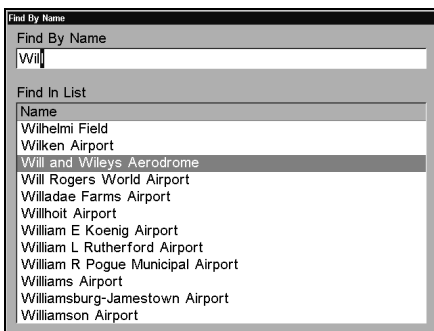 Find By Name
Find By Name
Will
Find In List
Name
Wilhelmi Field
Wilken Airport
Will and Wileys Aerodrome
Will Rogers World Airport
Willadae Farms Airport
Willhoit Airport
William E Koenig Airport
William L Rutherford Airport
William R Pogue Municipal Airport
Williams Airport
Williamsburg-Jamestown Airport
Williamson Airport